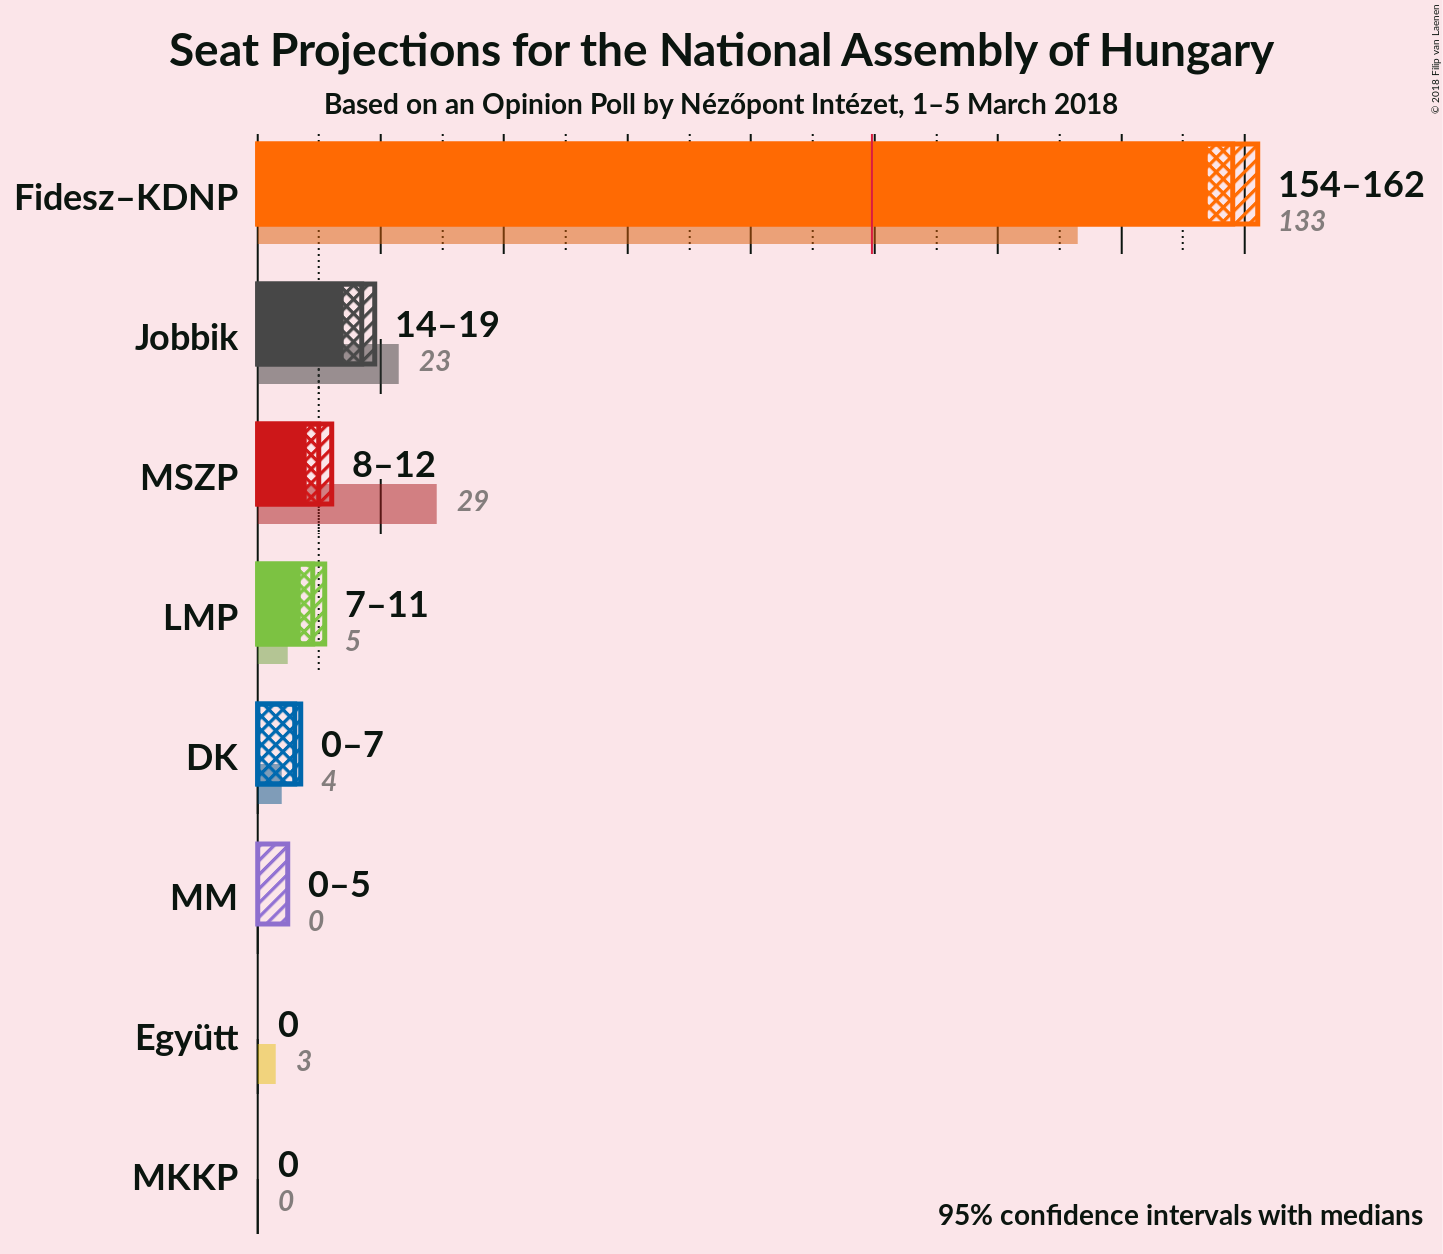 Seat Projections for the National Assembly of Hungary
Based on an Opinion Poll by Nézőpont Intézet, 1–5 March 2018
© 2018 Filip van Laenen
Fidesz–KDNP
154–162
133
Jobbik
14–19
23
MSZP
8–12
29
LMP
7–11
5
DK
0–7
4
MM
0–5
0
Együtt
0
3
MKKP
0
0
95% confidence intervals with medians